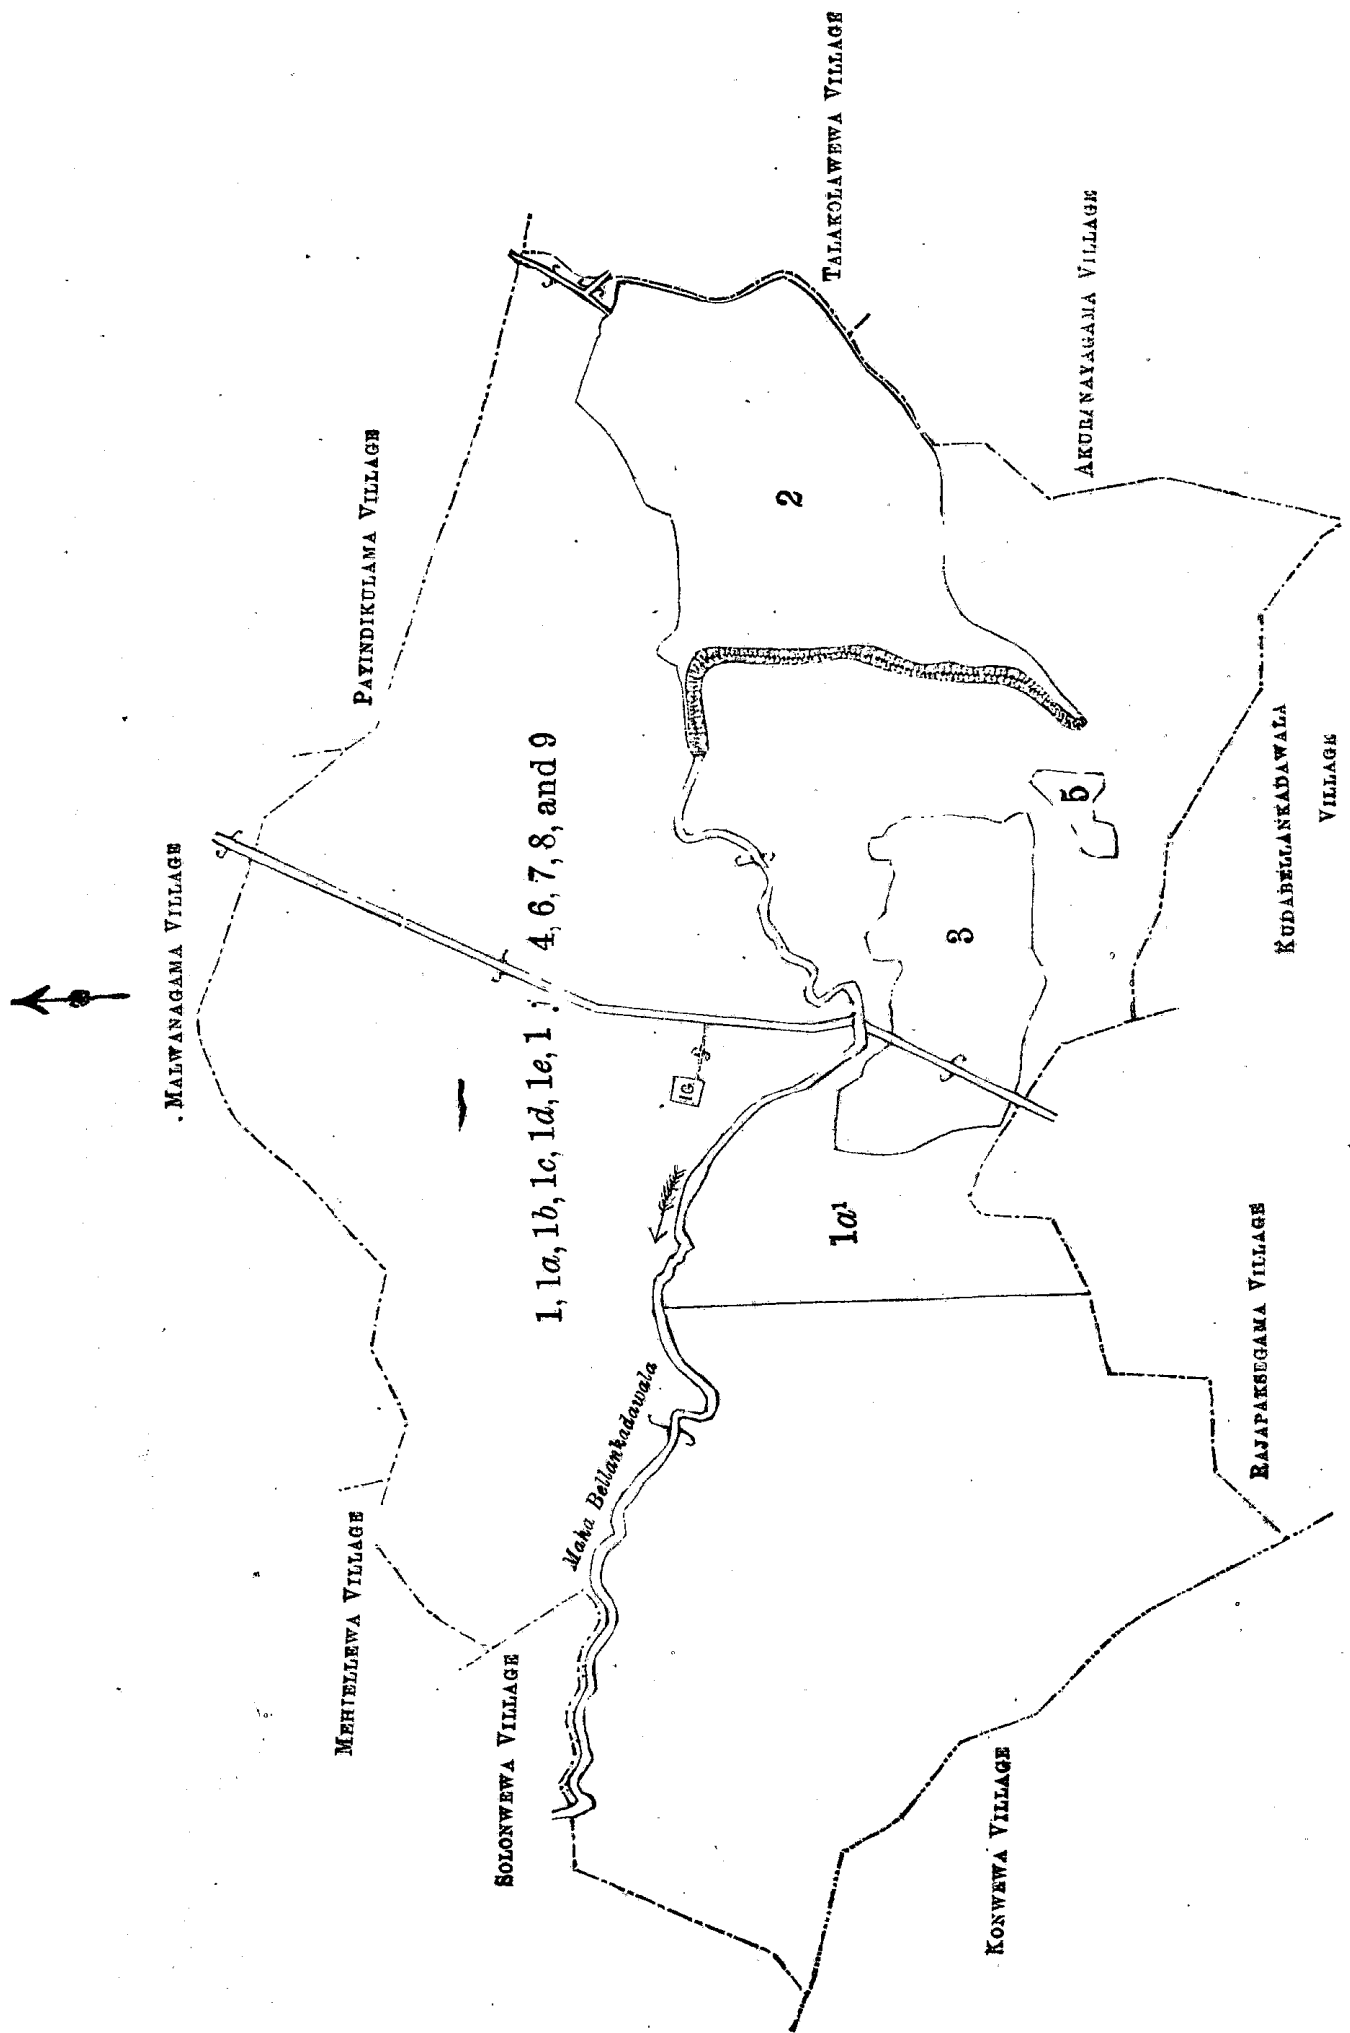 MALWANAGAMA VILLAGE
PAYINDIKULAMA VILLAGE
MEHIELLEWA VILLAGE
SOLONWEWA VILLAGE
TALAKOLAWEWA VILLAGE
1, 1a, 1b, 1c, 1d, 1e, 1 ; 4, 6, 7, 8, and 9
Maha Bellankadawala
IG
2
1a¹
3
5
AKURANAYAGAMA VILLAGE
KONWEWA VILLAGE
RAJAPAKSEGAMA VILLAGE
KUDABELLANKADAWALA
VILLAGE